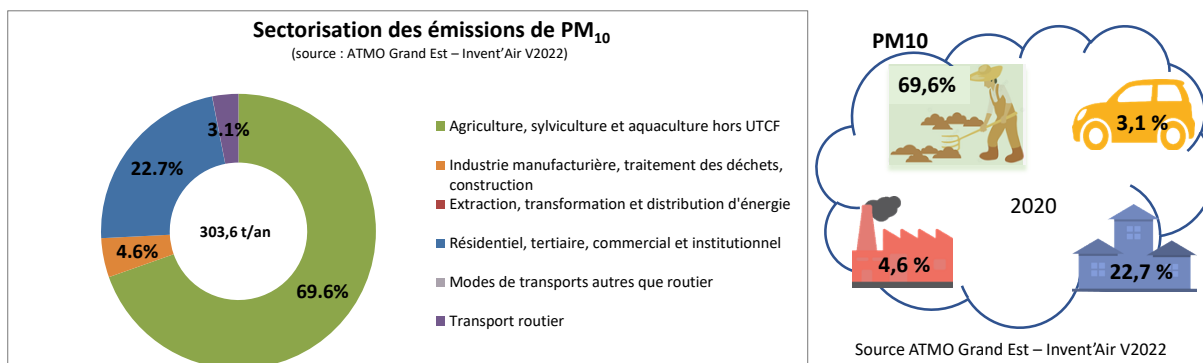 Sectorisation des émissions de PM10
(source : ATMO Grand Est – Invent'Air V2022)
3.1%
22.7%
303,6 t/an
4.6%
69.6%
Agriculture, sylviculture et aquaculture hors UTCF
Industrie manufacturière, traitement des déchets,
construction
Extraction, transformation et distribution d'énergie
Résidentiel, tertiaire, commercial et institutionnel
Modes de transports autres que routier
Transport routier
PM10
69,6%
3,1 %
2020
4,6 %
22,7 %
Source ATMO Grand Est – Invent'Air V2022